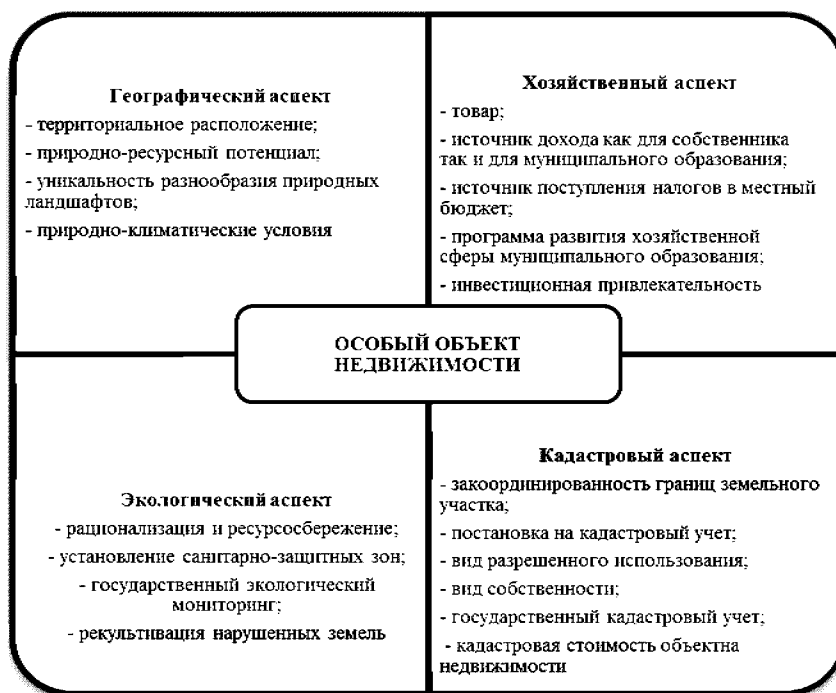 Географический аспект
- территориальное расположение;
- природно-ресурсный потенциал;
- уникальность разнообразия природных
ландшафтов;
- природно-климатические условия
Хозяйственный аспект
- товар;
- источник дохода как для собственника
так и для муниципального образования;
- источник поступления налогов в местный
бюджет;
- программа развития хозяйственной
сферы муниципального образования;
- инвестиционная привлекательность
ОСОБЫЙ ОБЪЕКТ
НЕДВИЖИМОСТИ
Экологический аспект
- рационализация и ресурсосбережение;
- установление санитарно-защитных зон;
- государственный экологический
мониторинг;
- рекультивация нарушенных земель
Кадастровый аспект
- закоординированность границ земельного
участка;
- постановка на кадастровый учет;
- вид разрешенного использования;
- вид собственности;
- государственный кадастровый учет;
- кадастровая стоимость объектна
недвижимости